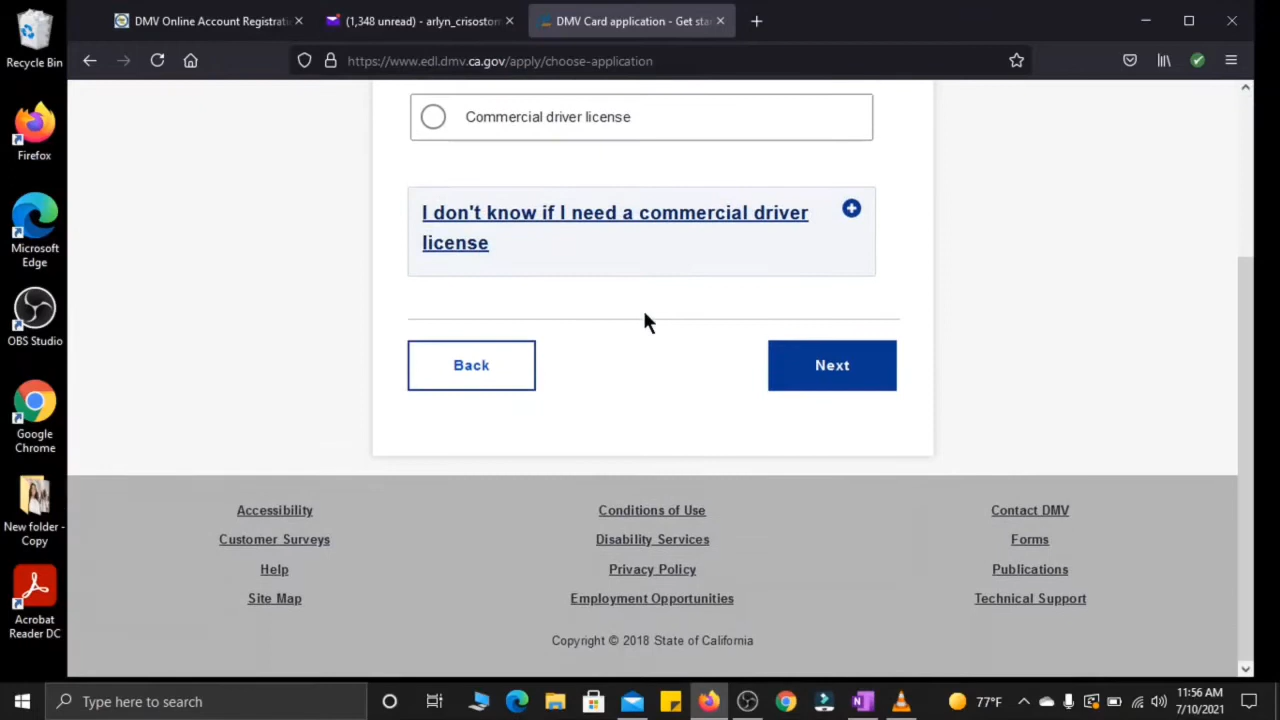 DMV Online Account Registrati
(1,348 unread) - arlyn_crisostom
DMV Card application - Get star
https://www.edl.dmv.ca.gov/apply/choose-application
Recycle Bin
Firefox
Microsoft
Edge
OBS Studio
Google
Chrome
New folder -
Copy
Acrobat
Reader DC
Commercial driver license
I don't know if I need a commercial driver
license
Back
Next
Accessibility
Conditions of Use
Contact DMV
Customer Surveys
Disability Services
Forms
Help
Privacy Policy
Publications
Site Map
Employment Opportunities
Technical Support
Copyright © 2018 State of California
Type here to search
77°F
11:56 AM
7/10/2021